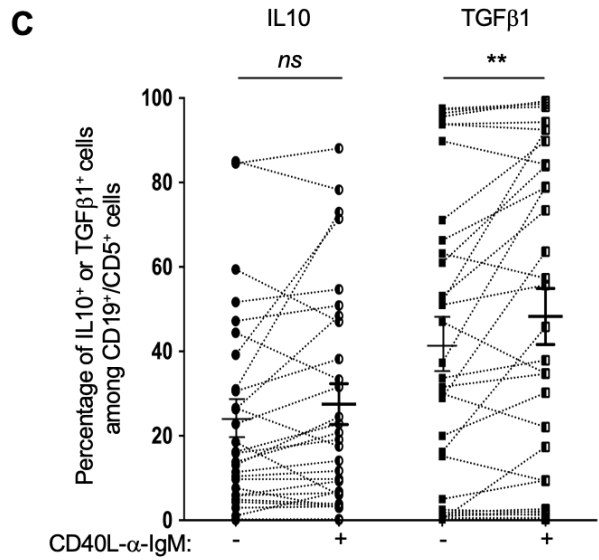 C
IL10 TGFβ1
ns **
Percentage of IL10⁺ or TGFβ1⁺ cells
among CD19⁺/CD5⁺ cells
100
80
60
40
20
0
CD40L-α-IgM: - + - +